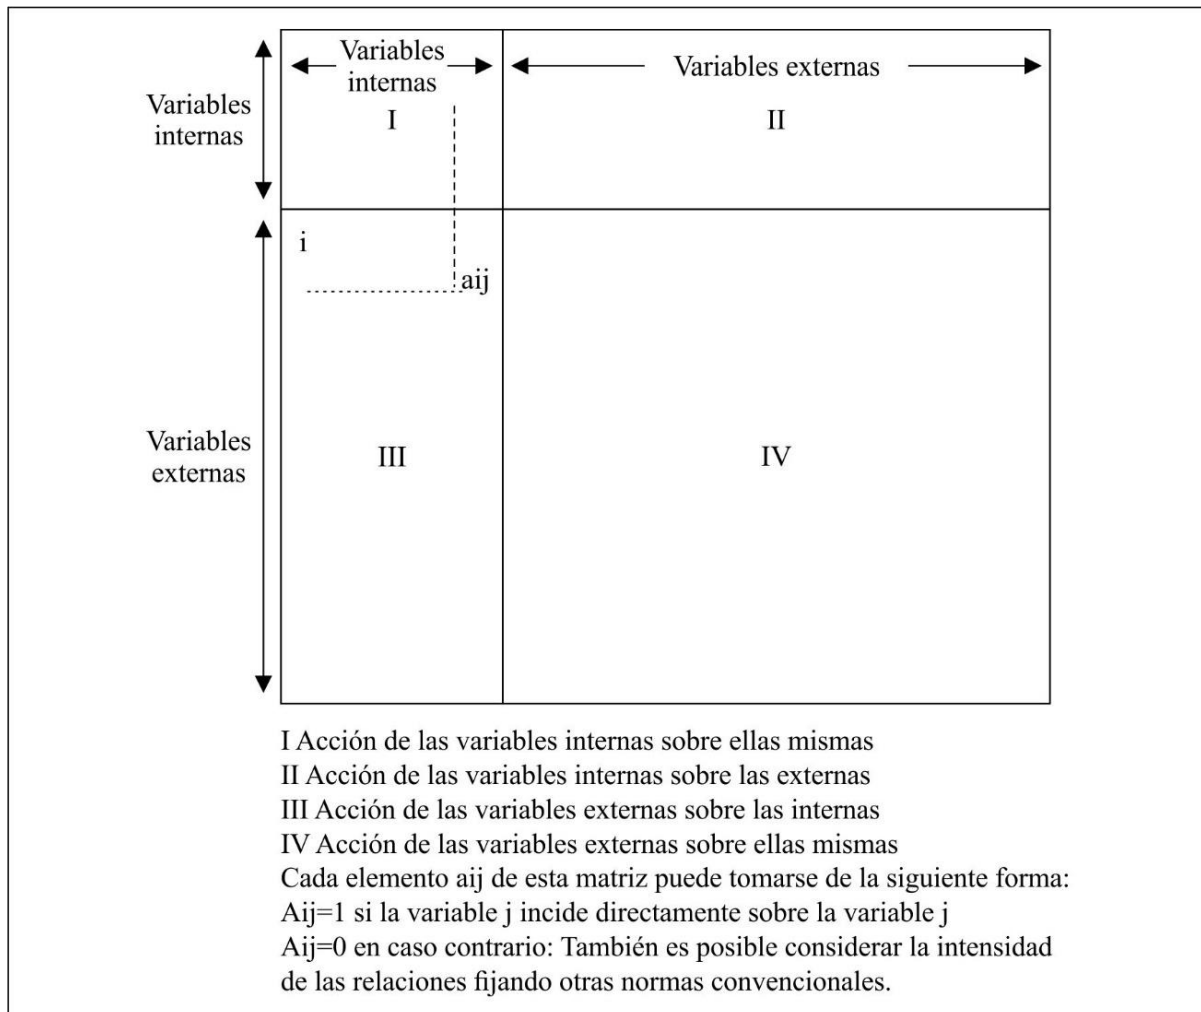 Variables
internas
Variables externas
Variables
internas
I
II
i
aij
Variables
externas
III
IV
I Acción de las variables internas sobre ellas mismas
II Acción de las variables internas sobre las externas
III Acción de las variables externas sobre las internas
IV Acción de las variables externas sobre ellas mismas
Cada elemento aij de esta matriz puede tomarse de la siguiente forma:
Aij=1 si la variable j incide directamente sobre la variable j
Aij=0 en caso contrario: También es posible considerar la intensidad
de las relaciones fijando otras normas convencionales.